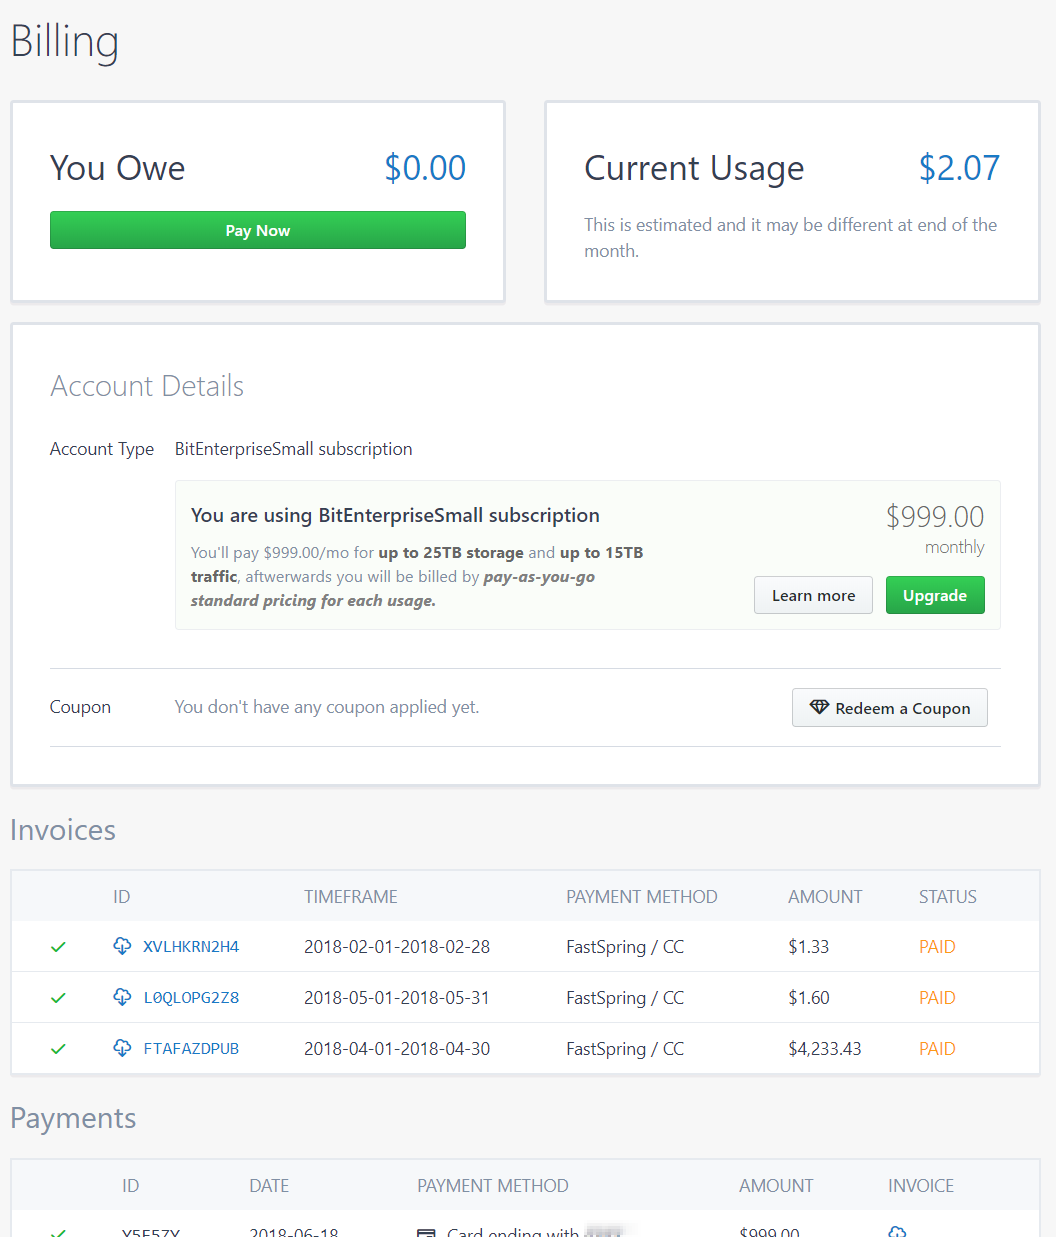 Billing
You Owe $0.00
Pay Now
Current Usage $2.07
This is estimated and it may be different at end of the
month.
Account Details
Account Type BitEnterpriseSmall subscription
You are using BitEnterpriseSmall subscription
$999.00
monthly
You'll pay $999.00/mo for up to 25TB storage and up to 15TB
traffic, aftwerwards you will be billed by pay-as-you-go
standard pricing for each usage.
Learn more Upgrade
Coupon You don't have any coupon applied yet. Redeem a Coupon
Invoices
ID TIMEFRAME PAYMENT METHOD AMOUNT STATUS
XVLHKRN2H4 2018-02-01-2018-02-28 FastSpring / CC $1.33 PAID
L0QLOPG2Z8 2018-05-01-2018-05-31 FastSpring / CC $1.60 PAID
FTAFAZDPUB 2018-04-01-2018-04-30 FastSpring / CC $4,233.43 PAID
Payments
ID DATE PAYMENT METHOD AMOUNT INVOICE
2018-06-18 Card ending with $999.00